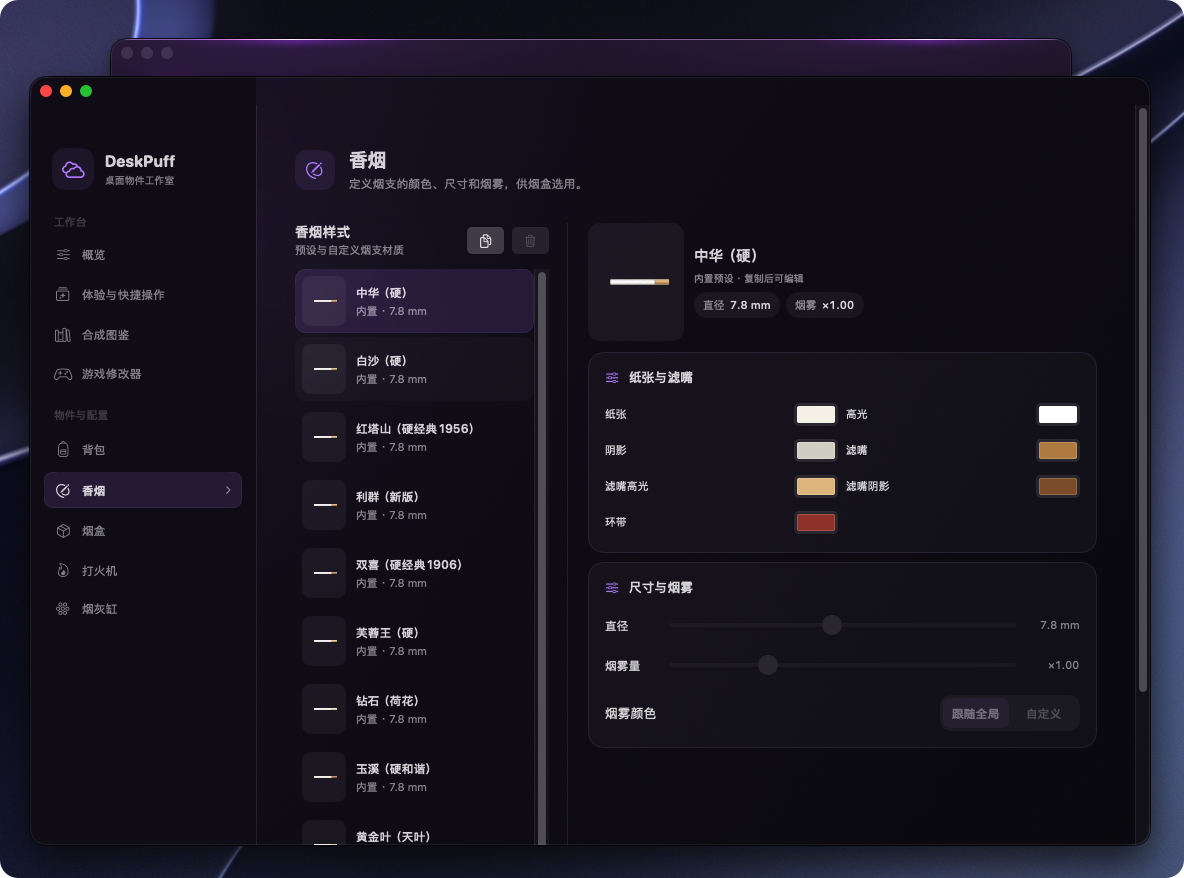 DeskPuff
桌面物件工作室
工作台
概览
体验与快捷操作
合成图鉴
游戏修改器
物件与配置
背包
香烟
烟盒
打火机
烟灰缸
香烟
定义烟支的颜色、尺寸和烟雾，供烟盒选用。
香烟样式
预设与自定义烟支材质
中华（硬）
内置 · 7.8 mm
白沙（硬）
内置 · 7.8 mm
红塔山（硬经典1956）
内置 · 7.8 mm
利群（新版）
内置 · 7.8 mm
双喜（硬经典1906）
内置 · 7.8 mm
芙蓉王（硬）
内置 · 7.8 mm
钻石（荷花）
内置 · 7.8 mm
玉溪（硬和谐）
内置 · 7.8 mm
黄金叶（天叶）
中华（硬）
内置预设 · 复制后可编辑
直径 7.8 mm 烟雾 ×1.00
纸张与滤嘴
纸张 高光
阴影 滤嘴
滤嘴高光 滤嘴阴影
环带
尺寸与烟雾
直径 7.8 mm
烟雾量 ×1.00
烟雾颜色 跟随全局 自定义